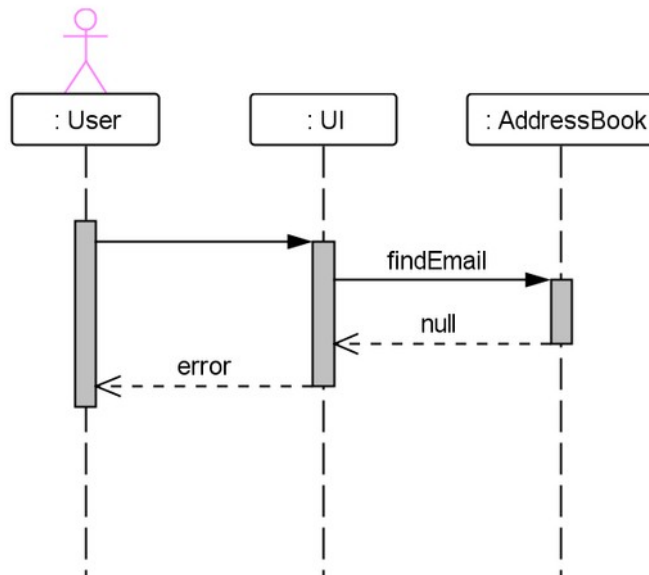 : User
: UI
: AddressBook
findEmail
null
error